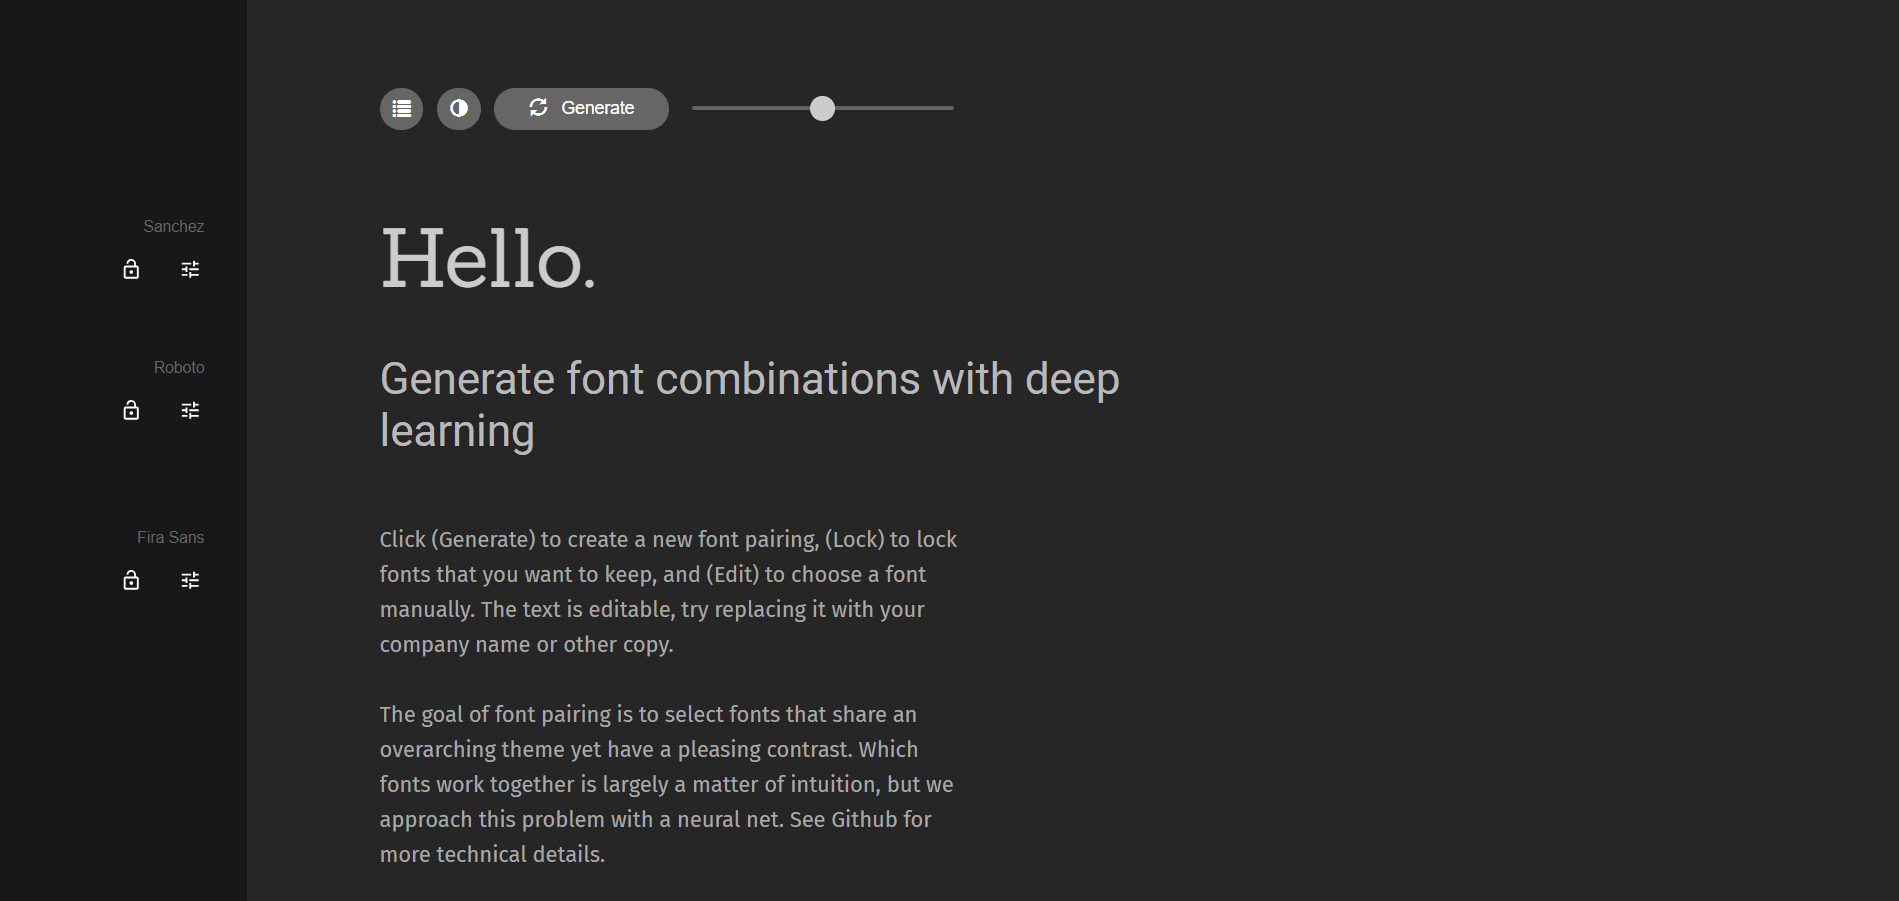 Generate
Sanchez
Hello.
Roboto
Generate font combinations with deep
learning
Fira Sans
Click (Generate) to create a new font pairing, (Lock) to lock
fonts that you want to keep, and (Edit) to choose a font
manually. The text is editable, try replacing it with your
company name or other copy.
The goal of font pairing is to select fonts that share an
overarching theme yet have a pleasing contrast. Which
fonts work together is largely a matter of intuition, but we
approach this problem with a neural net. See Github for
more technical details.